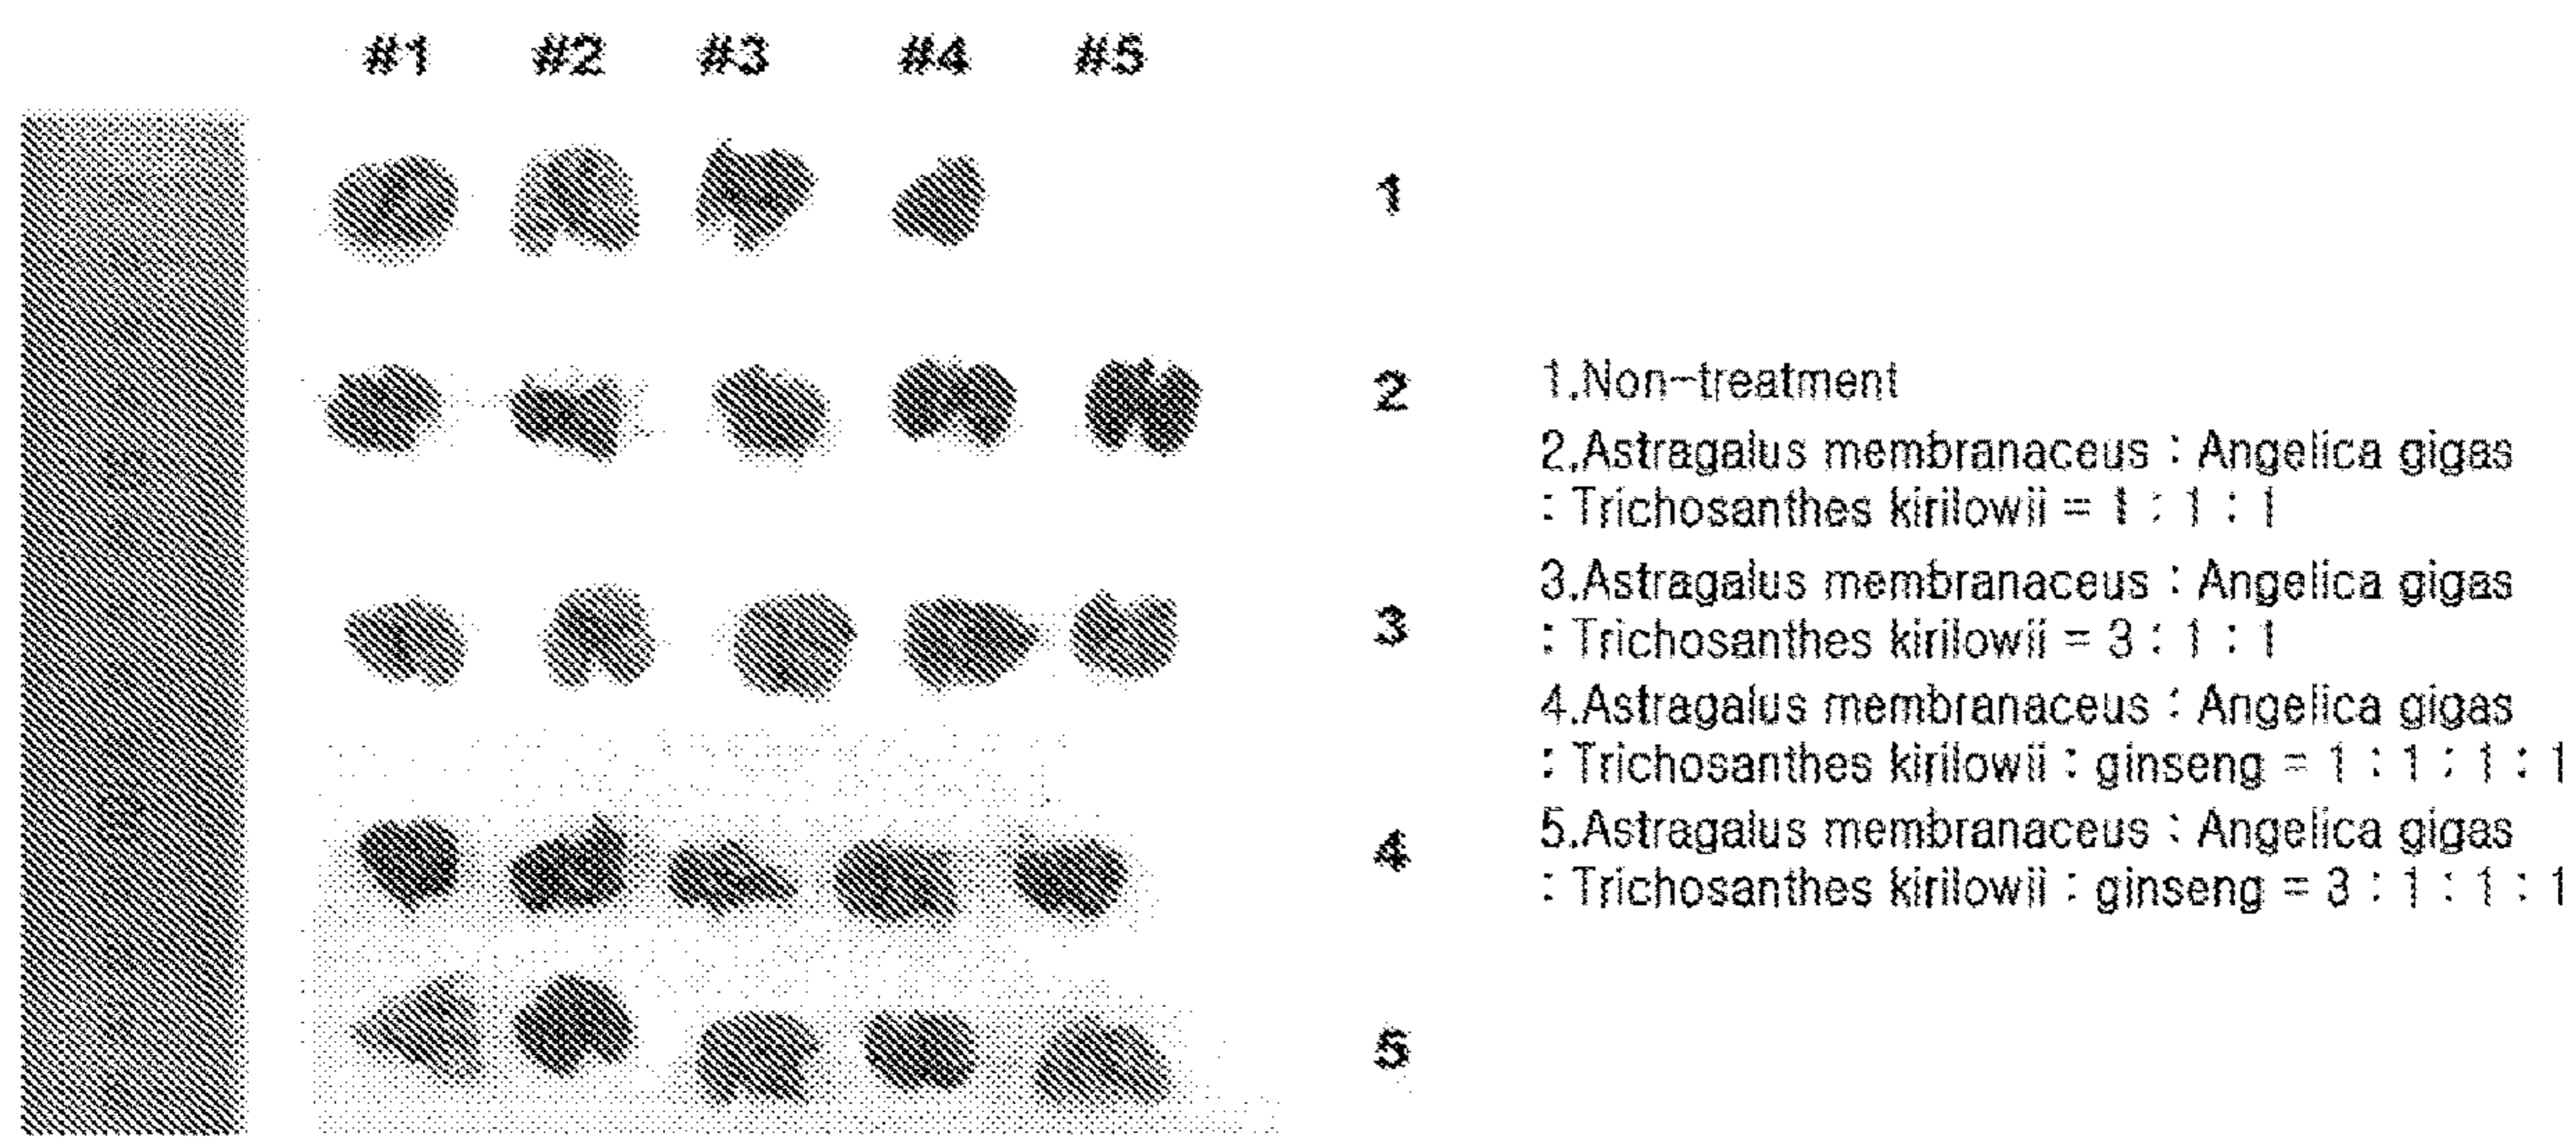 #1 #2 #3 #4 #5
1
2
3
4
5
1.Non-treatment
2.Astragalus membranaceus : Angelica gigas
: Trichosanthes kirilowii = 1 : 1 : 1
3.Astragalus membranaceus : Angelica gigas
: Trichosanthes kirilowii = 3 : 1 : 1
4.Astragalus membranaceus : Angelica gigas
: Trichosanthes kirilowii : ginseng = 1 : 1 : 1 : 1
5.Astragalus membranaceus : Angelica gigas
: Trichosanthes kirilowii : ginseng = 3 : 1 : 1 : 1